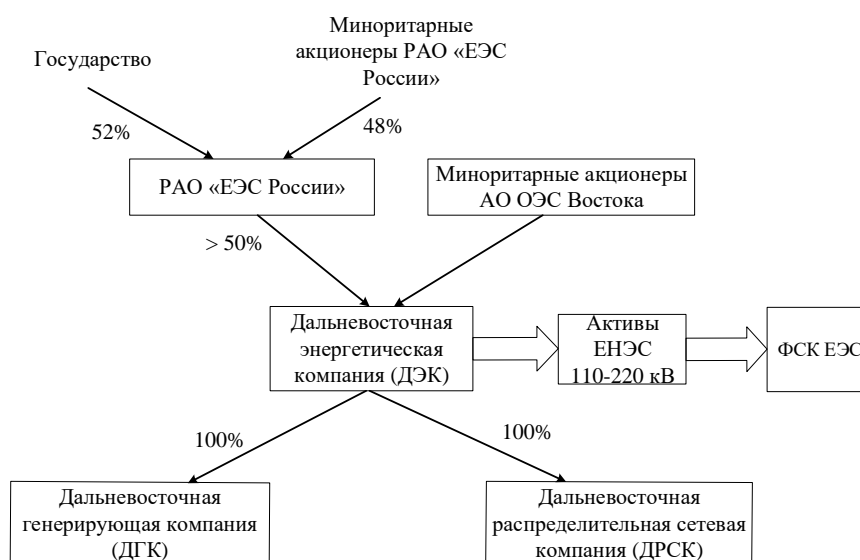 Государство
Миноритарные
акционеры РАО «ЕЭС
России»
52%
48%
РАО «ЕЭС России»
Миноритарные акционеры
АО ОЭС Востока
> 50%
Дальневосточная
энергетическая
компания (ДЭК)
Активы
ЕНЭС
110-220 кВ
ФСК ЕЭС
100%
100%
Дальневосточная
генерирующая компания
(ДГК)
Дальневосточная
распределительная сетевая
компания (ДРСК)